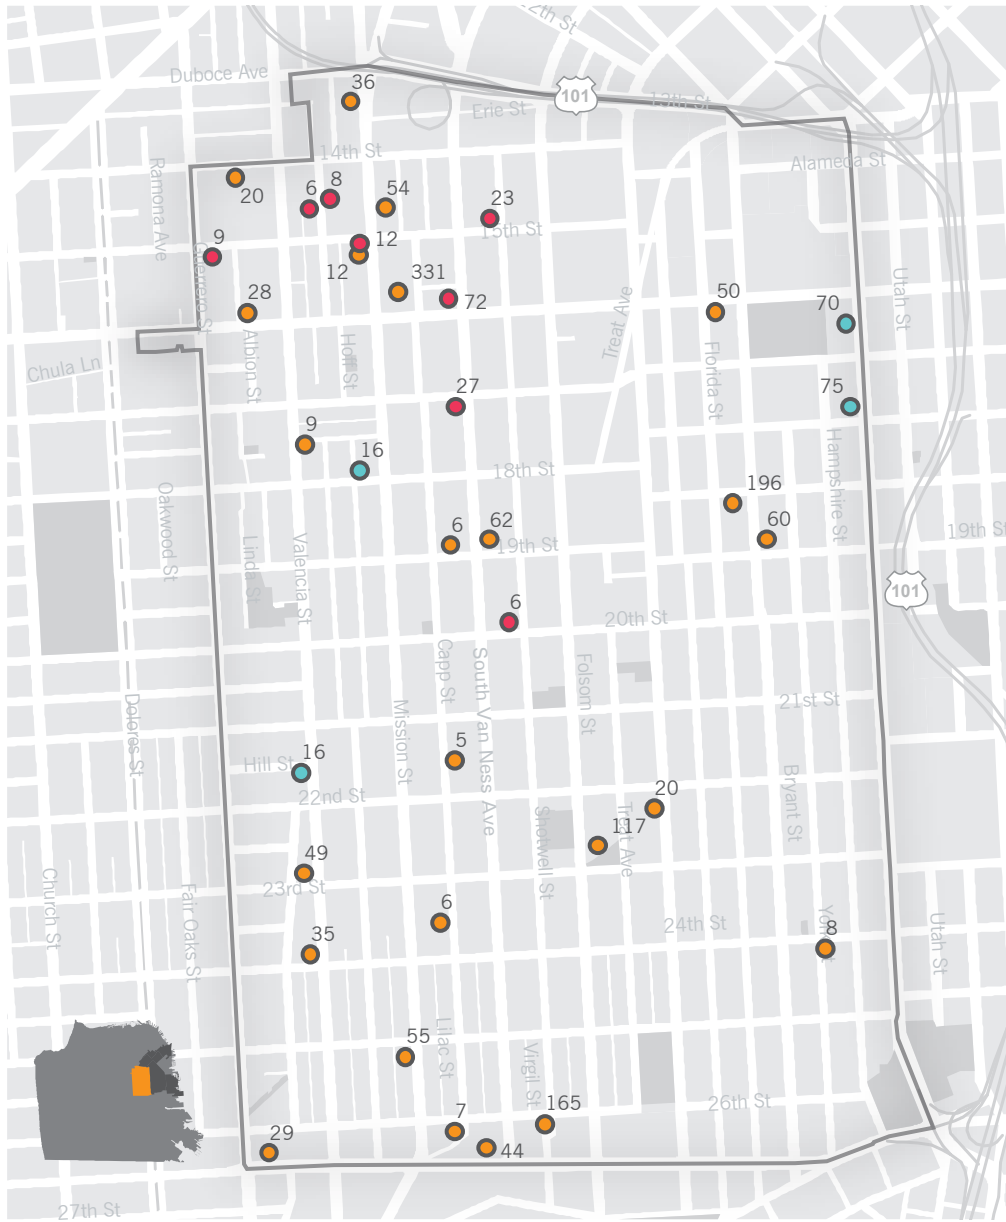 12th St
Duboce Ave
36
101
13th St
Erie St
14th St
Alameda St
Ramona Ave
20
6
8
54
23
15th St
9
Guerrero St
12
12
331
72
28
50
70
Utah St
Treat Ave
Albion St
Hoff St
Florida St
Chula Ln
27
75
9
16
18th St
Hampshire St
196
60
6
62
19th St
19th St
Oakwood St
Linda St
Valencia St
101
6
20th St
Capp St
South Van Ness Ave
Folsom St
21st St
Dolores St
Mission St
Hill St
16
5
22nd St
Bryant St
20
117
Treat Ave
Shotwell St
49
23rd St
Church St
Fair Oaks St
6
24th St
York St
8
Utah St
35
55
Lilac St
Virgil St
26th St
165
7
44
29
27th St